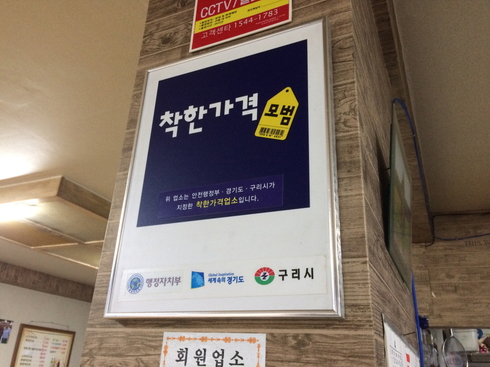 CCTV
고객센터 1544-1783
착한가격
모범
위 업소는 안전행정부 · 경기도 · 구리시가
지정한 착한가격업소입니다.
행정자치부
Global Inspiration
세계속의 경기도
구리시
회원업소